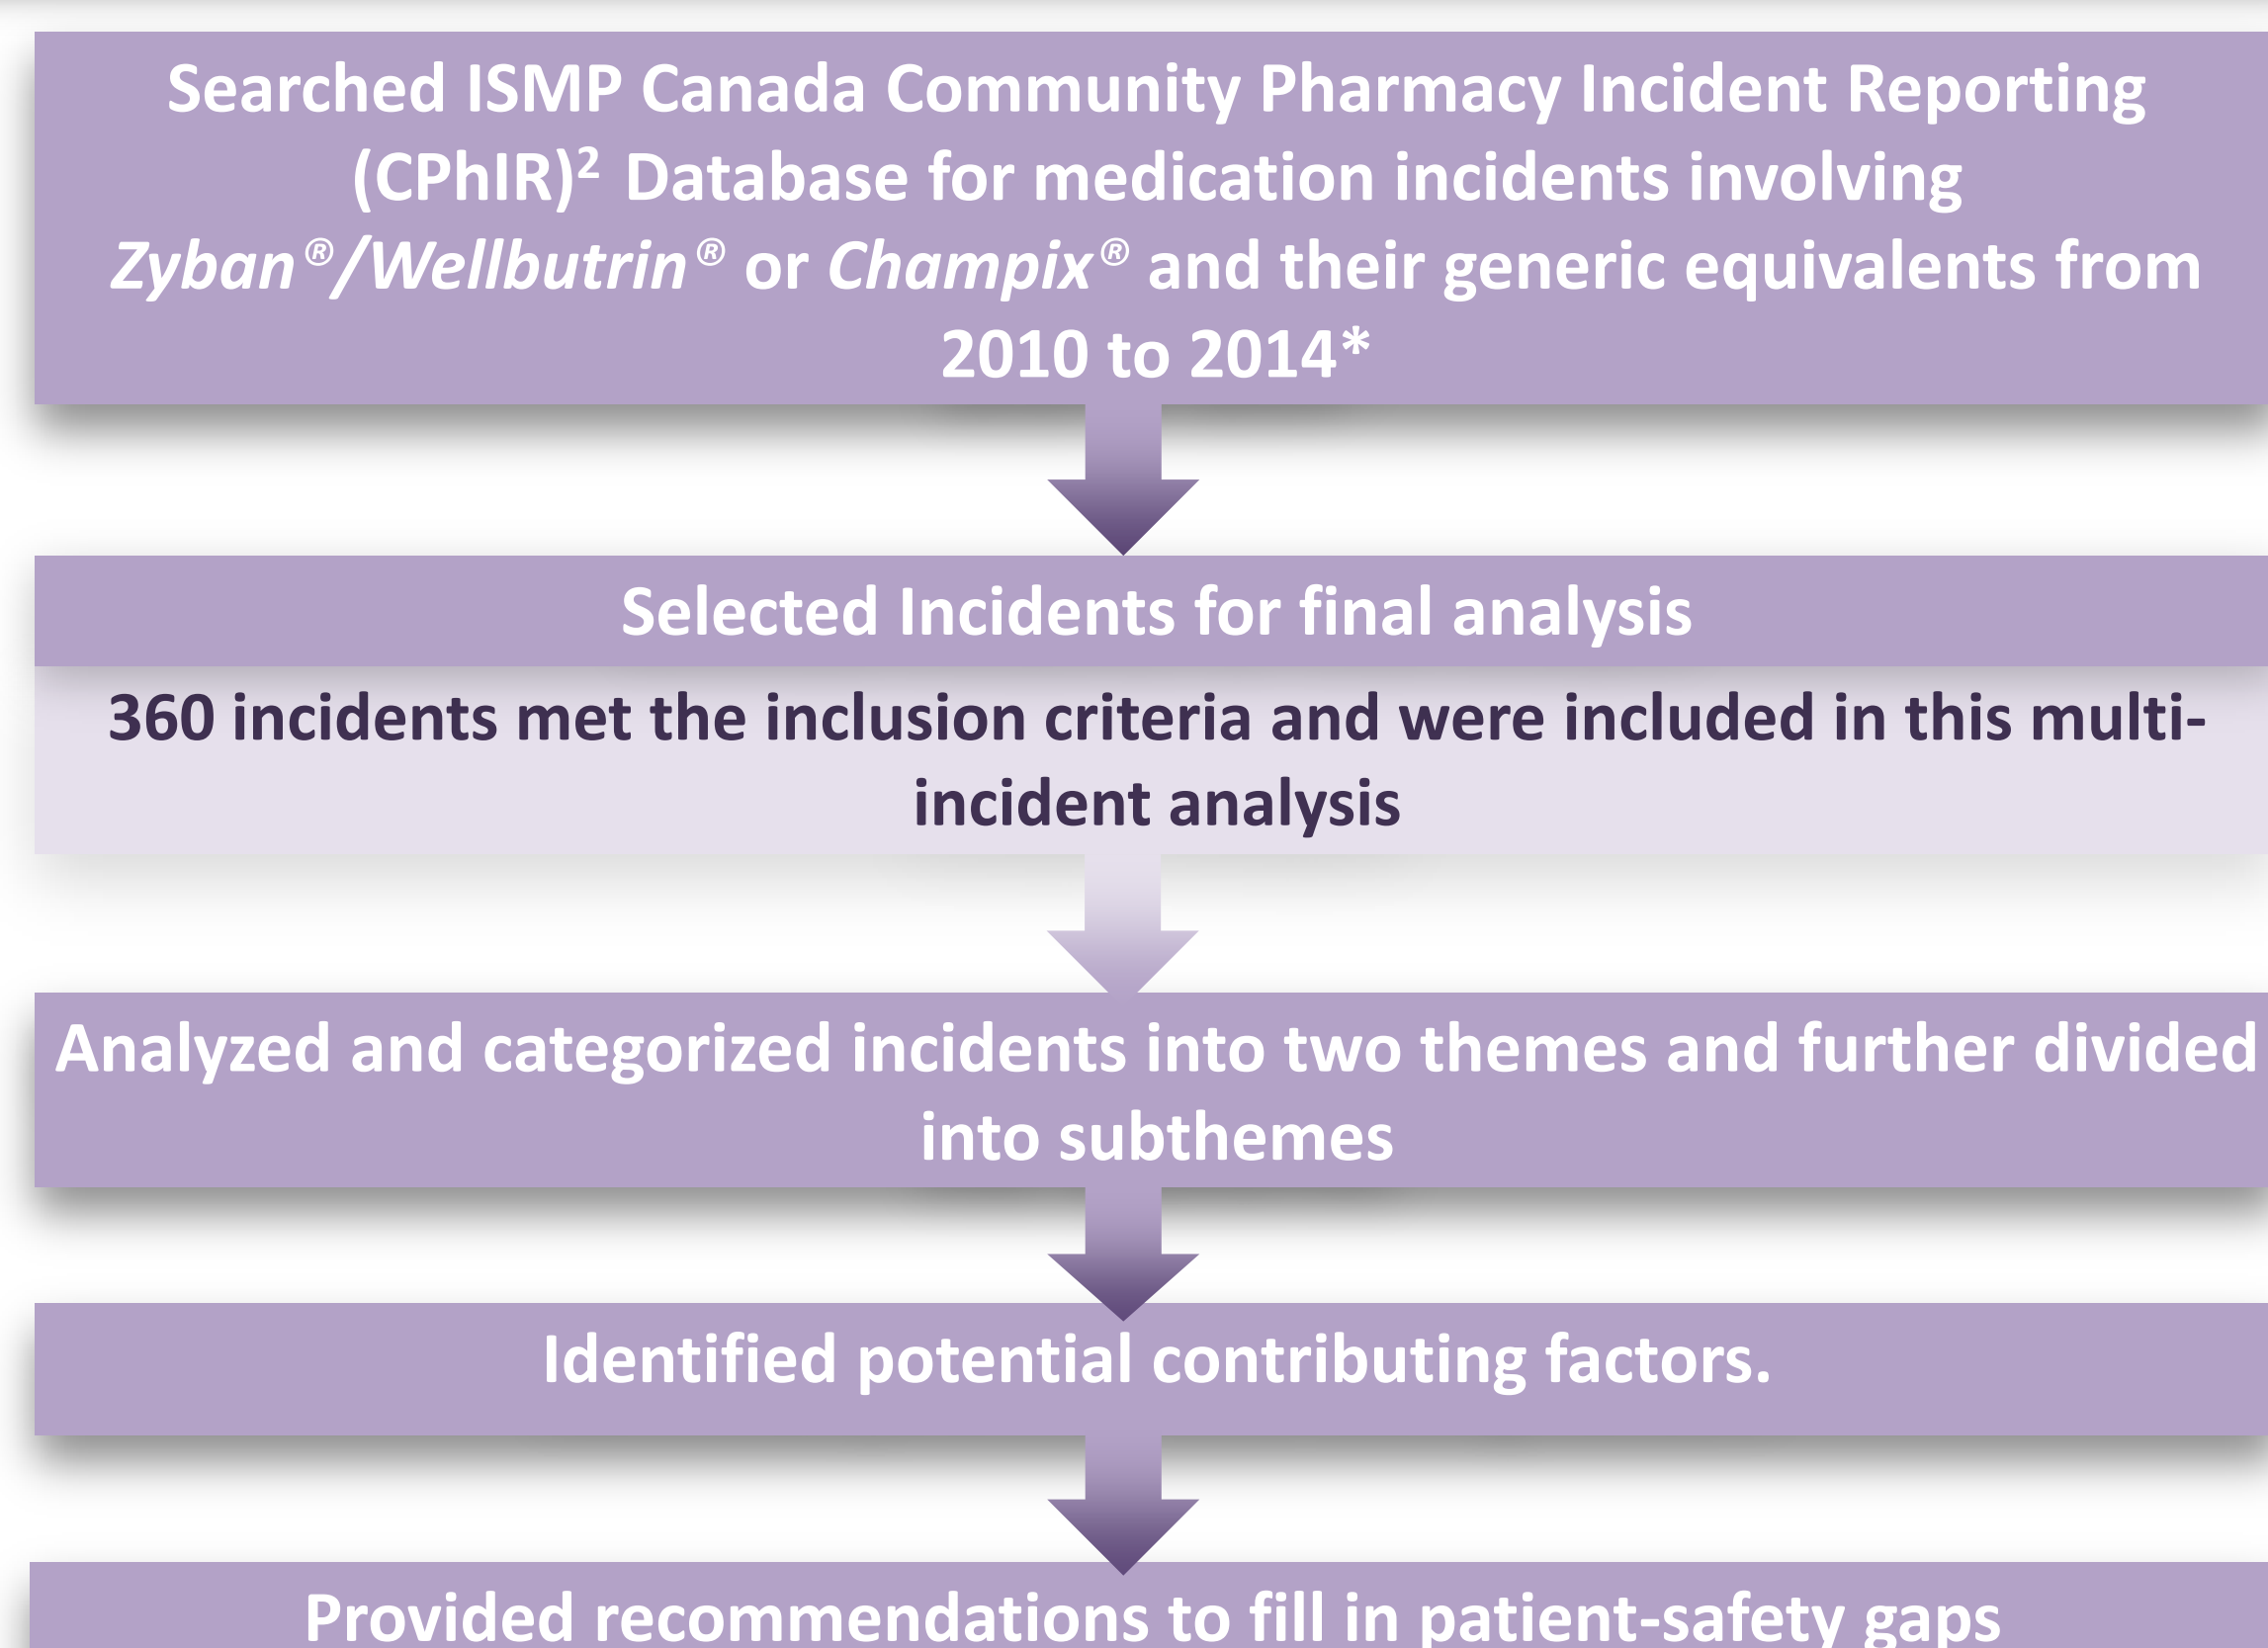 Searched ISMP Canada Community Pharmacy Incident Reporting
(CPhIR)² Database for medication incidents involving
Zyban®/Wellbutrin® or Champix® and their generic equivalents from
2010 to 2014*
Selected Incidents for final analysis
360 incidents met the inclusion criteria and were included in this multi-
incident analysis
Analyzed and categorized incidents into two themes and further divided
into subthemes
Identified potential contributing factors.
Provided recommendations to fill in patient-safety gaps